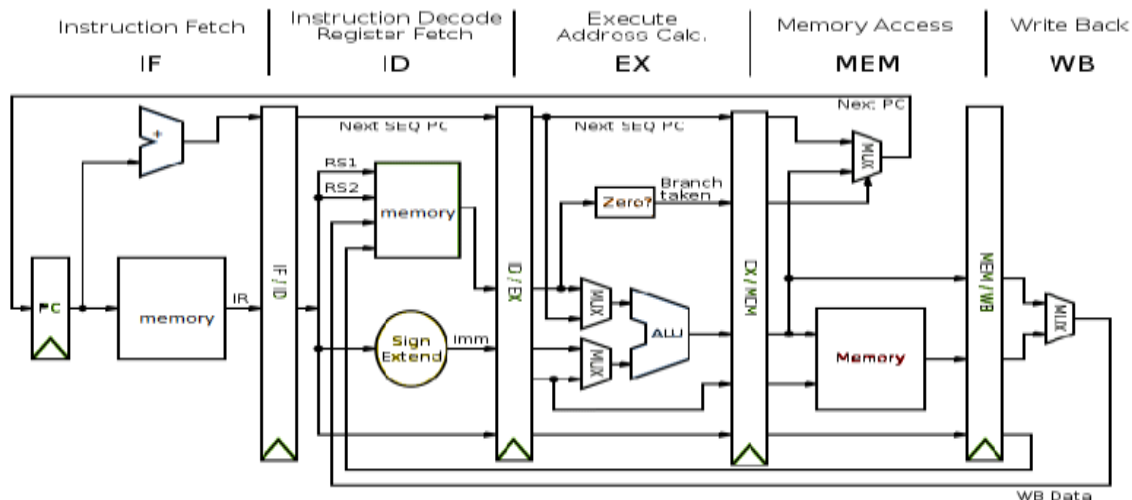 Instruction Fetch
IF
Instruction Decode
Register Fetch
ID
Execute
Address Calc.
EX
Memory Access
MEM
Write Back
WB
Next PC
+
Next SEQ PC
Next SEQ PC
MUX
RS1
RS2
memory
Branch
taken
Zero?
IF / ID
ID / EX
EX / MEM
MEM / WB
PC
memory
IR
MUX
MUX
ALU
Sign
Extend
Imm
MUX
Memory
WB Data